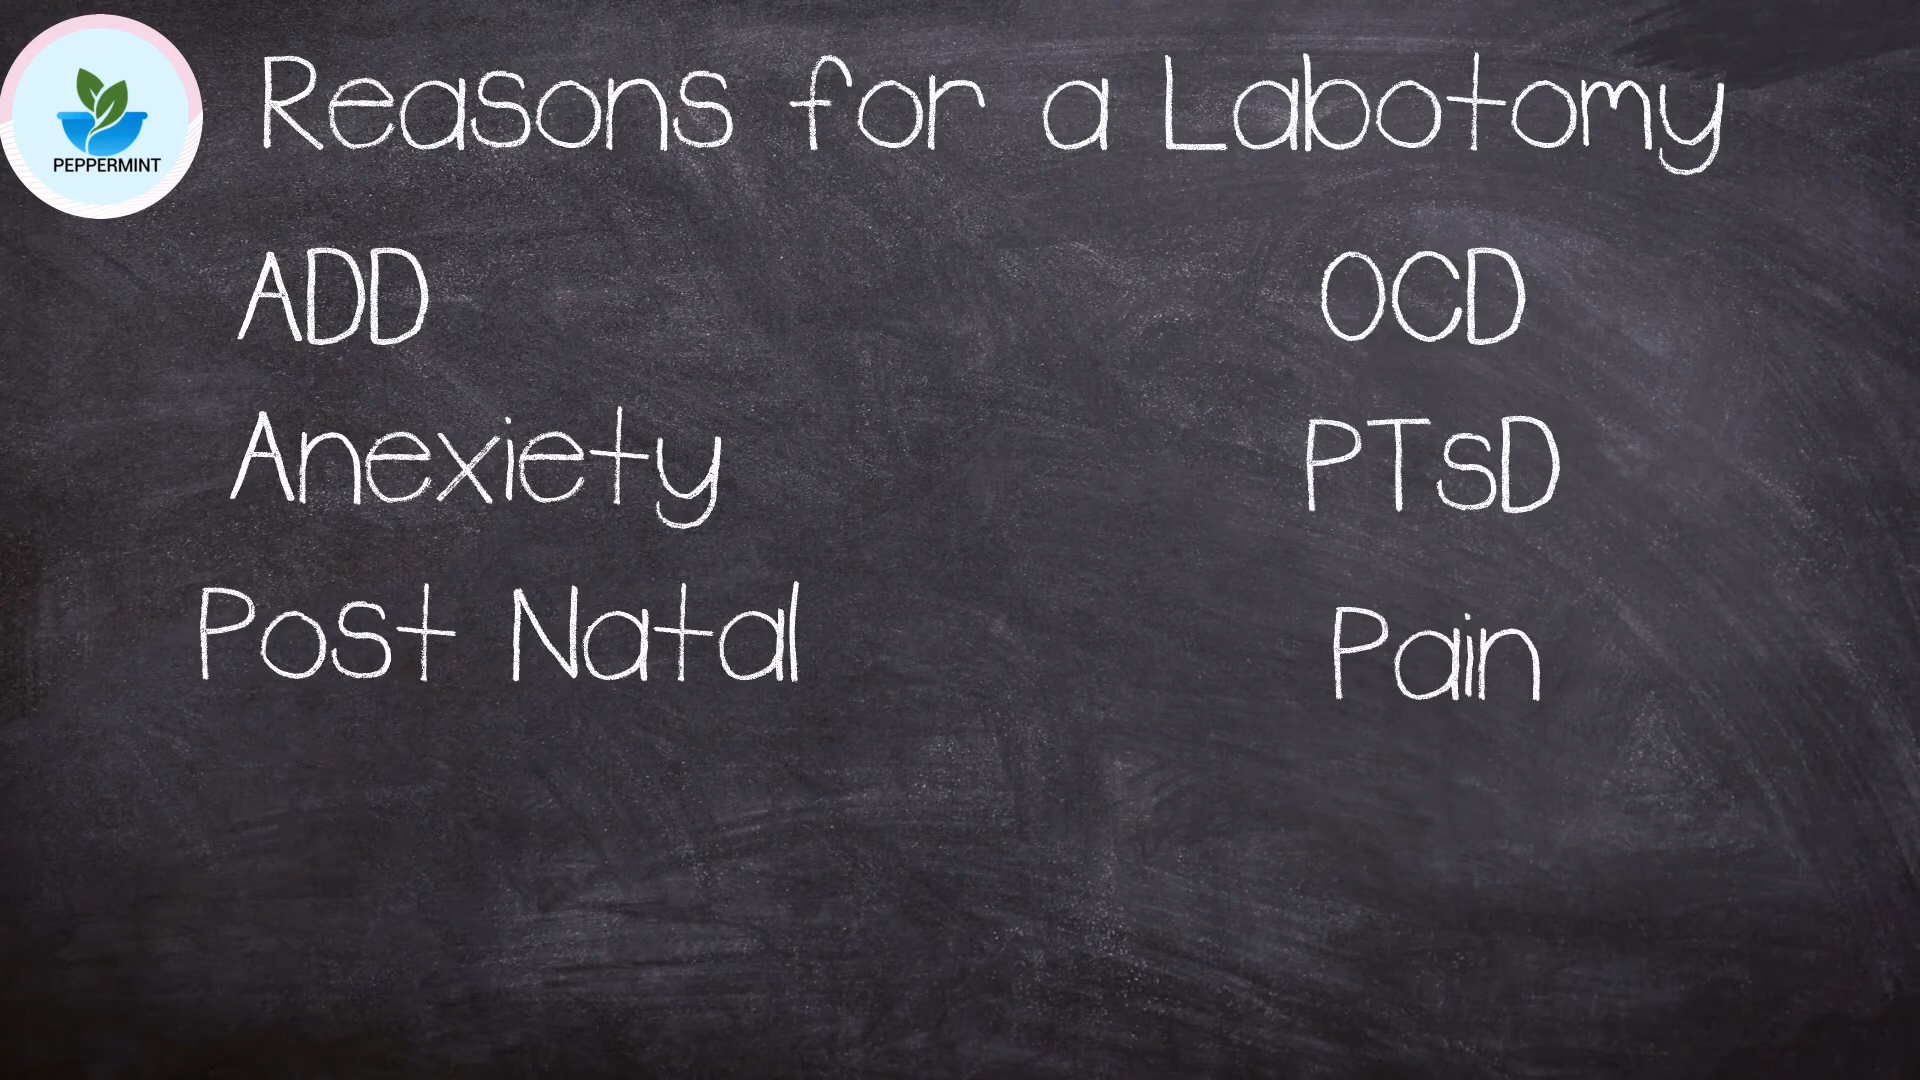 PEPPERMINT
Reasons for a Labotomy
ADD
OCD
Anexiety
PTsD
Post Natal
Pain